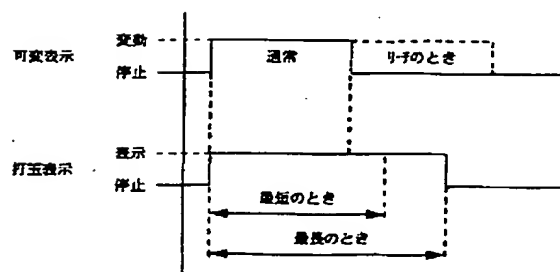 変動
可変表示
通常
リーチのとき
停止
表示
打玉表示
停止
最短のとき
最長のとき